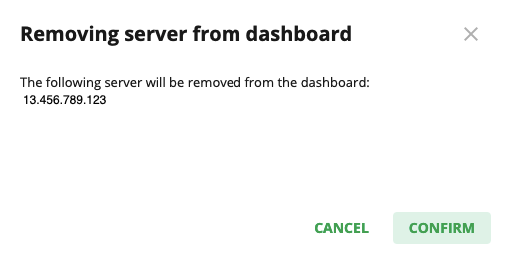 Removing server from dashboard
The following server will be removed from the dashboard:
13.456.789.123
CANCEL
CONFIRM